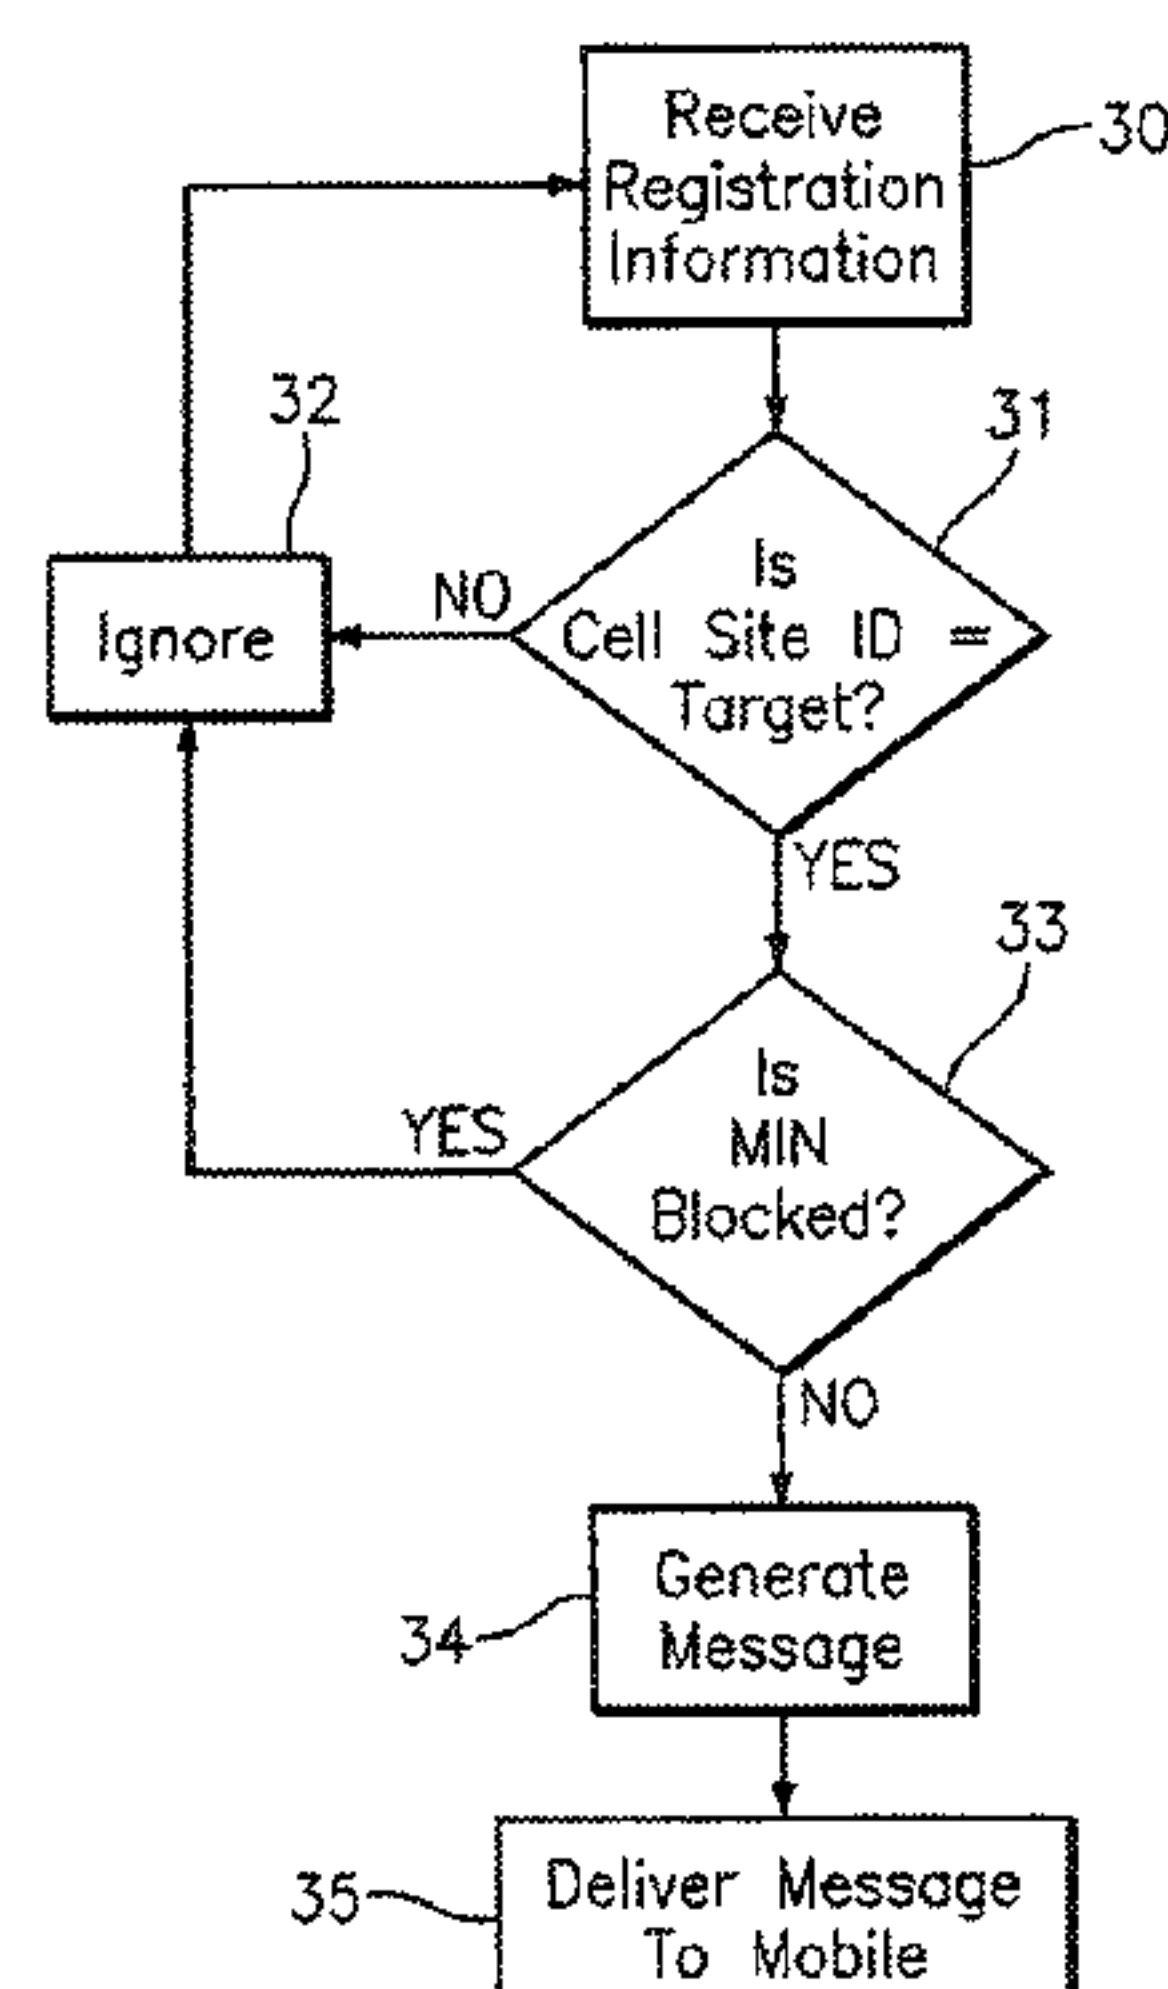 Receive
Registration
Information
30
32
31
Is
Cell Site ID =
Target?
NO
Ignore
YES
33
Is
MIN
Blocked?
YES
NO
Generate
Message
34
Deliver Message
To Mobile
35